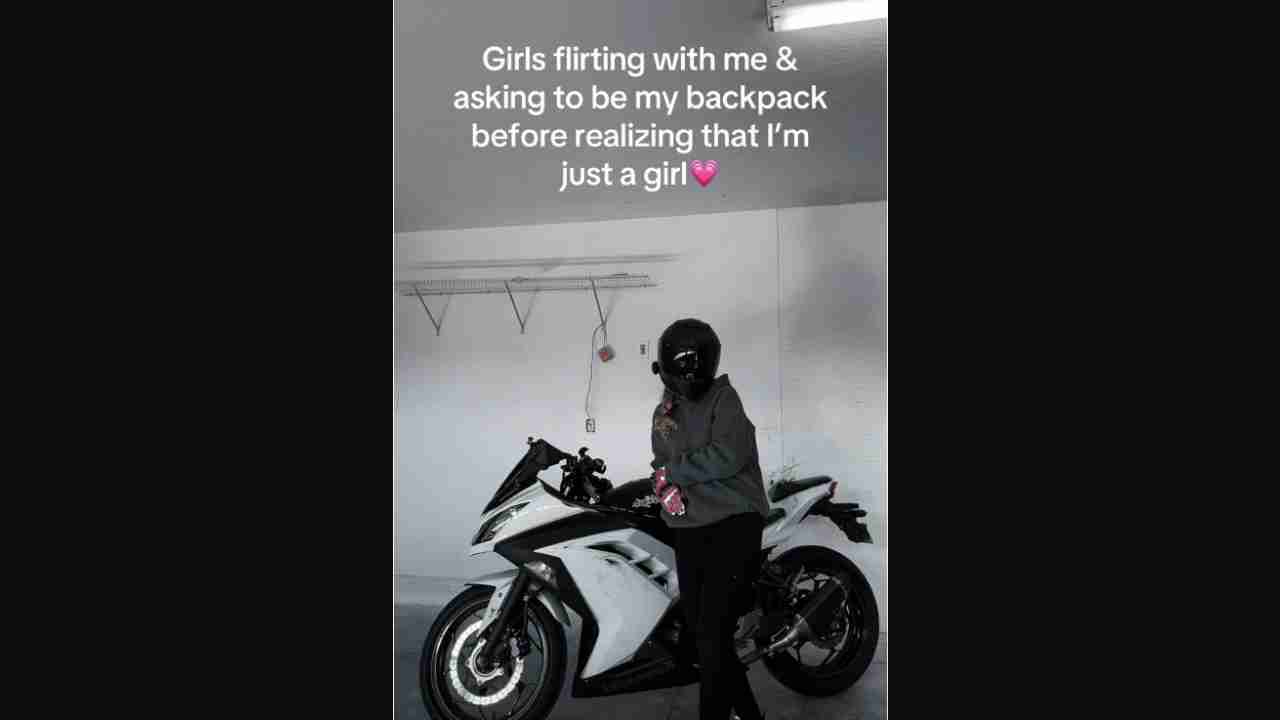 Girls flirting with me &
asking to be my backpack
before realizing that I’m
just a girl💗